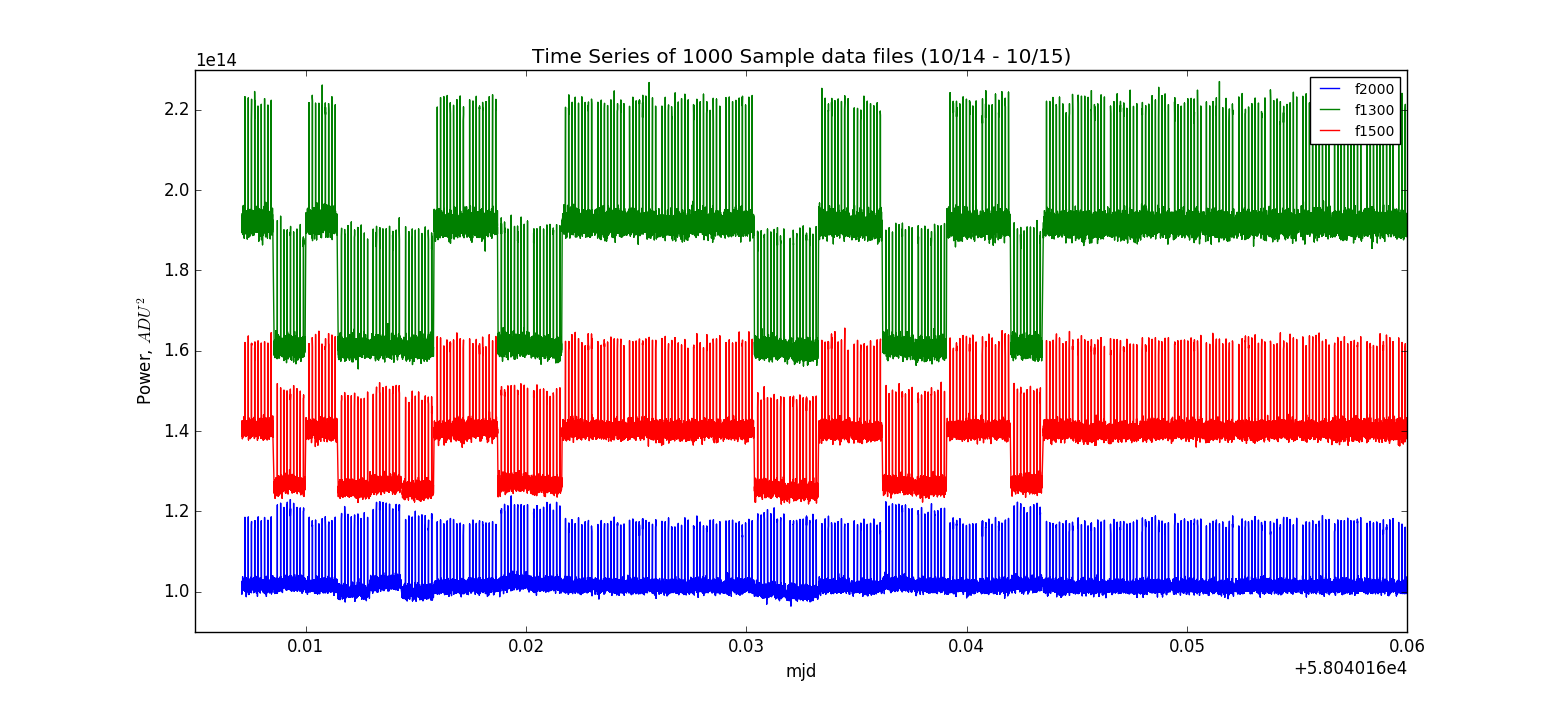 Time Series of 1000 Sample data files (10/14 - 10/15)
1e14
2.2
2.0
1.8
1.6
1.4
1.2
1.0
Power, ADU²
f2000
f1300
f1500
0.01 0.02 0.03 0.04 0.05 0.06
mjd
+5.804016e4